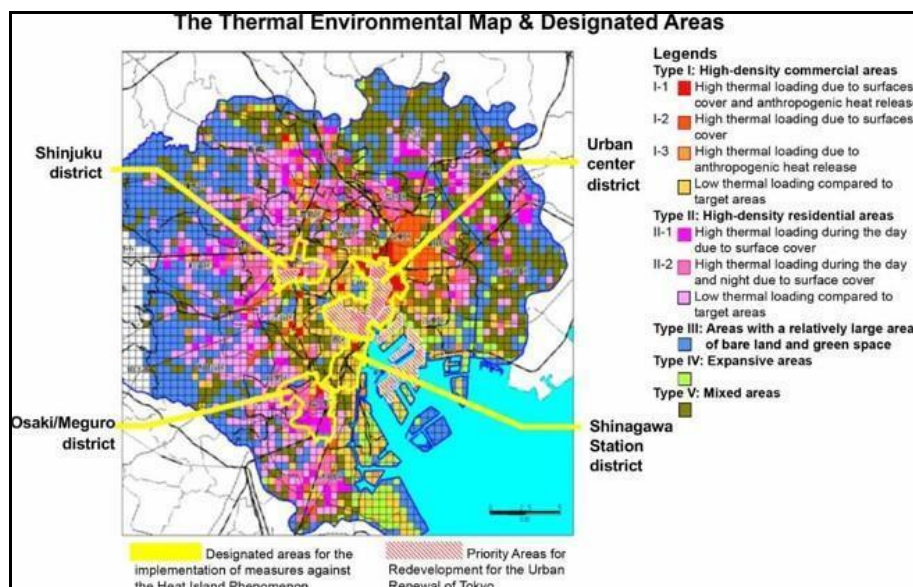 The Thermal Environmental Map & Designated Areas
Shinjuku
district
Urban
center
district
Osaki/Meguro
district
Shinagawa
Station
district
Legends
Type I: High-density commercial areas
I-1 High thermal loading due to surfaces
cover and anthropogenic heat release
I-2 High thermal loading due to surfaces
cover
I-3 High thermal loading due to
anthropogenic heat release
Low thermal loading compared to
target areas
Type II: High-density residential areas
II-1 High thermal loading during the day
due to surface cover
II-2 High thermal loading during the day
and night due to surface cover
Low thermal loading compared to
target areas
Type III: Areas with a relatively large area
of bare land and green space
Type IV: Expansive areas
Type V: Mixed areas
Designated areas for the
implementation of measures against
the Heat Island Phenomenon
Priority Areas for
Redevelopment for the Urban
Renewal of Tokyo